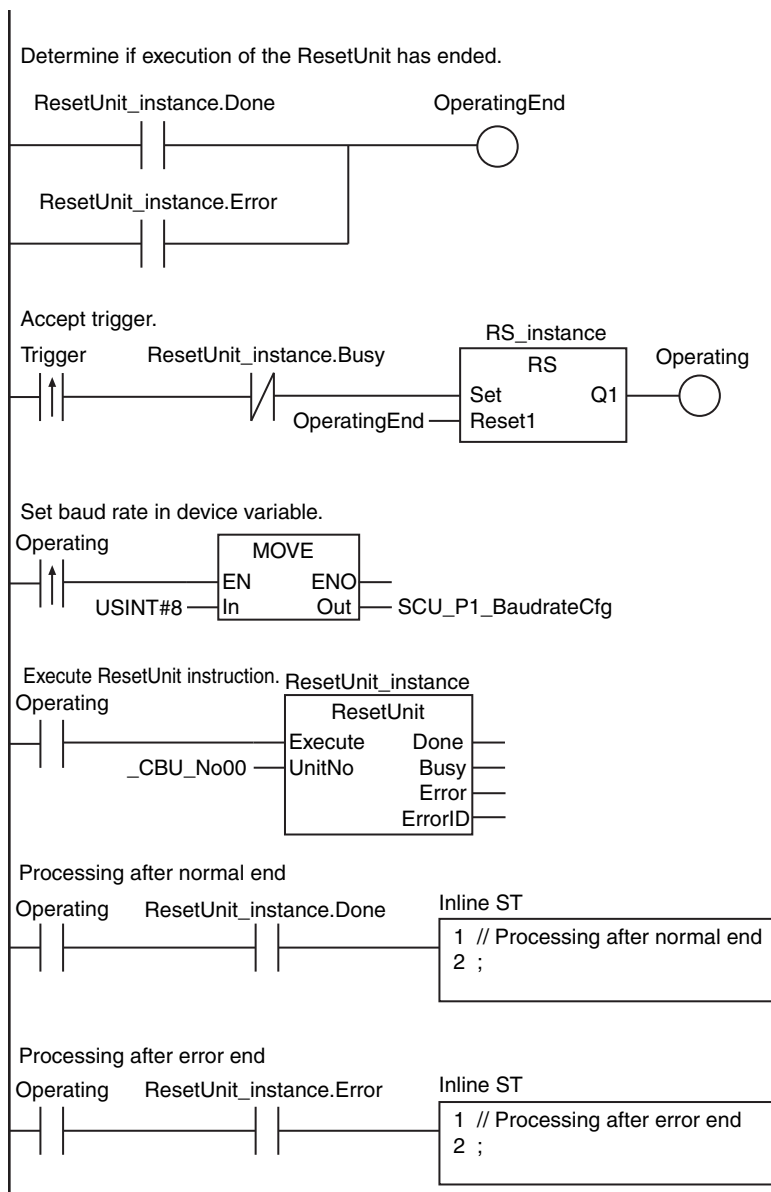 Determine if execution of the ResetUnit has ended.
ResetUnit_instance.Done OperatingEnd
ResetUnit_instance.Error
Accept trigger.
RS_instance
Trigger ResetUnit_instance.Busy RS Operating
Set Q1
OperatingEnd Reset1
Set baud rate in device variable.
Operating MOVE
EN ENO
USINT#8 In Out SCU_P1_BaudrateCfg
Execute ResetUnit instruction. ResetUnit_instance
Operating ResetUnit
Execute Done
_CBU_No00 UnitNo Busy
Error
ErrorID
Processing after normal end
Operating ResetUnit_instance.Done Inline ST
1 // Processing after normal end
2 ;
Processing after error end
Operating ResetUnit_instance.Error Inline ST
1 // Processing after error end
2 ;